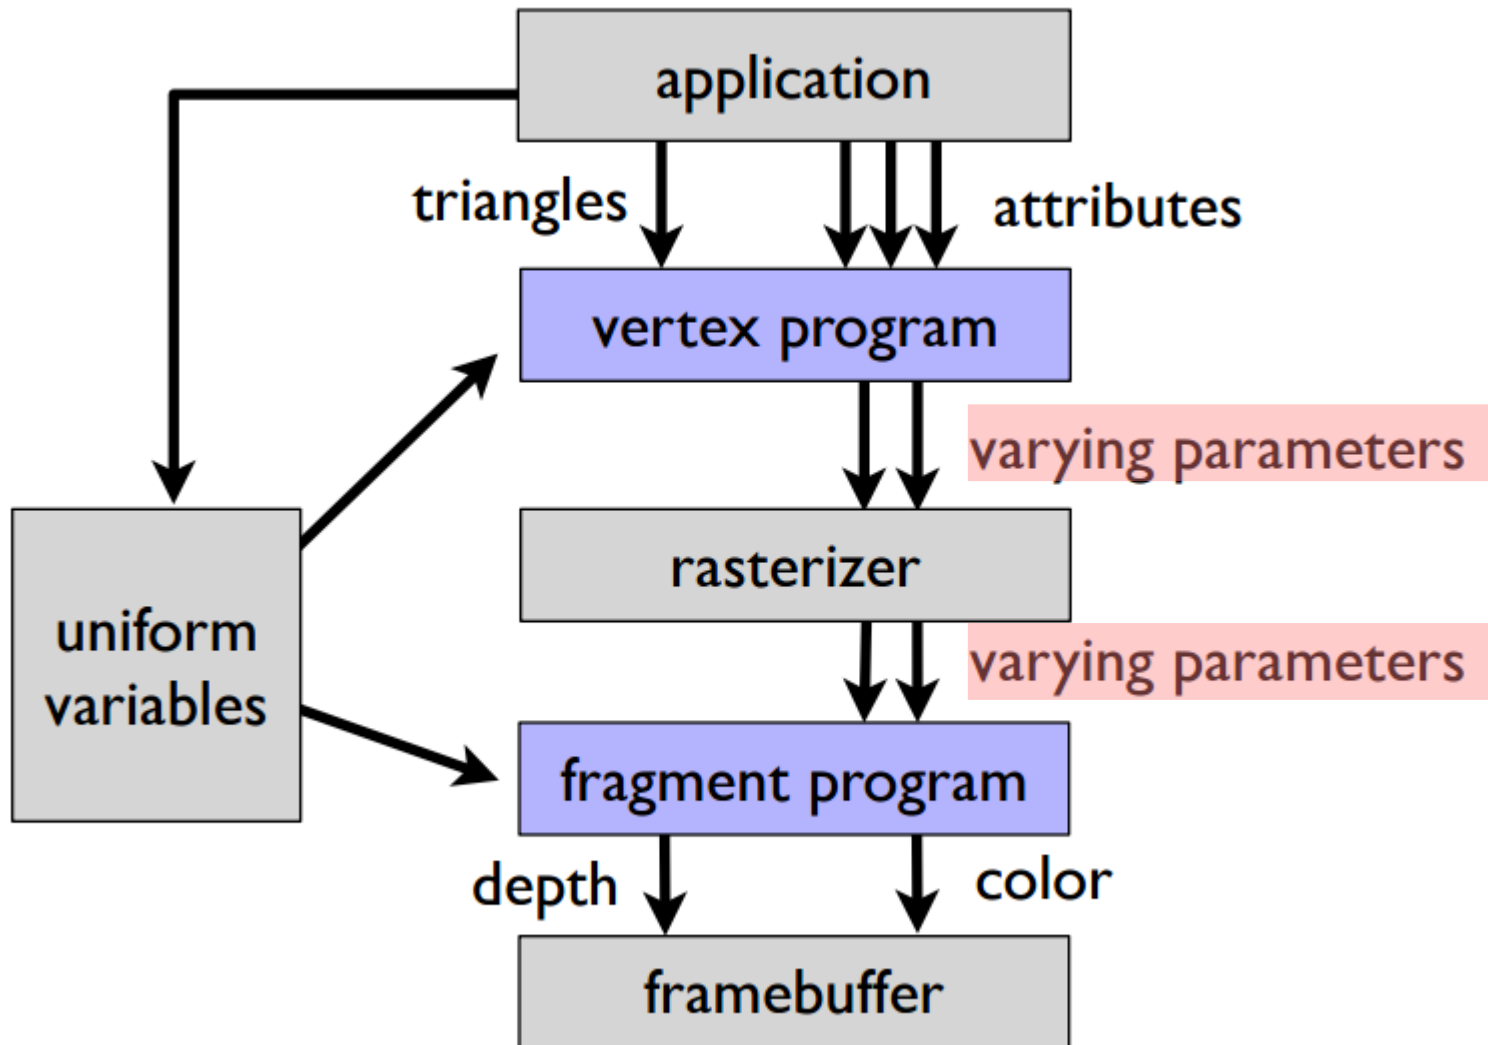 application
triangles
attributes
vertex program
varying parameters
rasterizer
uniform
variables
varying parameters
fragment program
depth
color
framebuffer